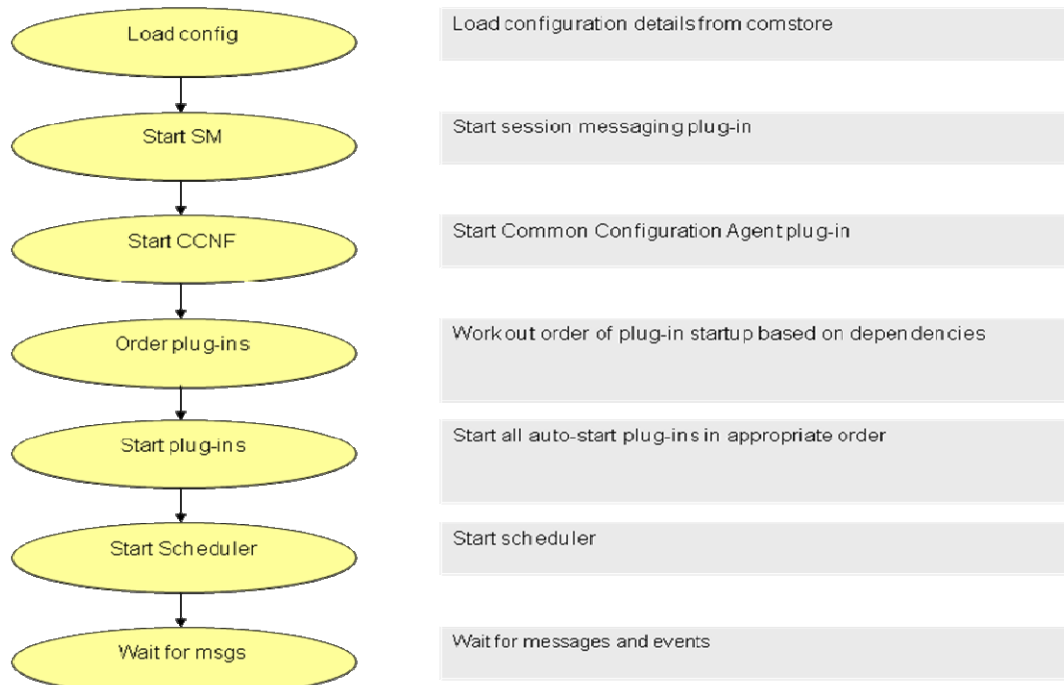 Load config
Load configuration details from comstore
Start SM
Start session messaging plug-in
Start CCNF
Start Common Configuration Agent plug-in
Order plug-ins
Work out order of plug-in startup based on dependencies
Start plug-ins
Start all auto-start plug-ins in appropriate order
Start Scheduler
Start scheduler
Wait for msgs
Wait for messages and events